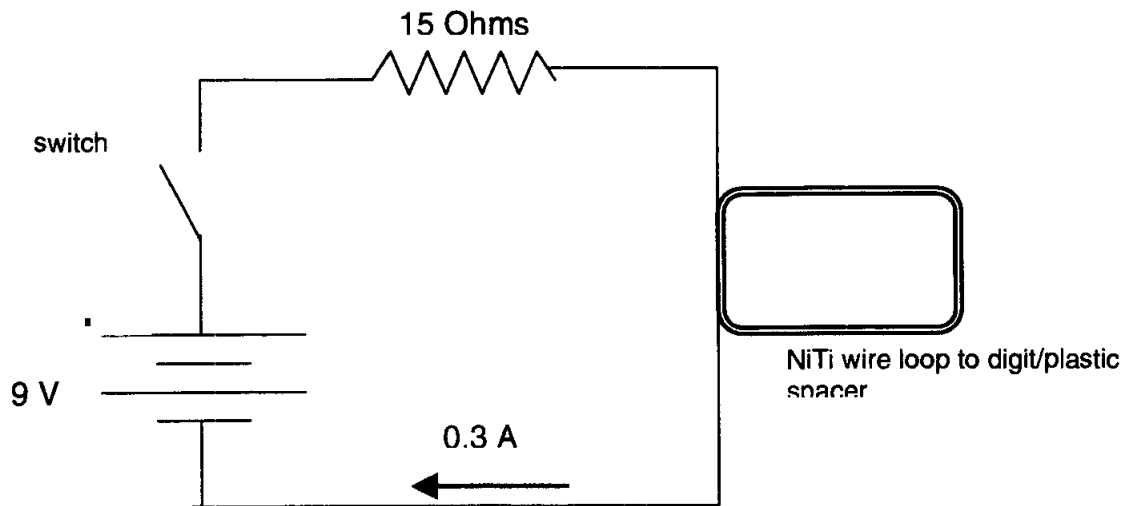 15 Ohms
switch
9 V
0.3 A
NiTi wire loop to digit/plastic
spacer